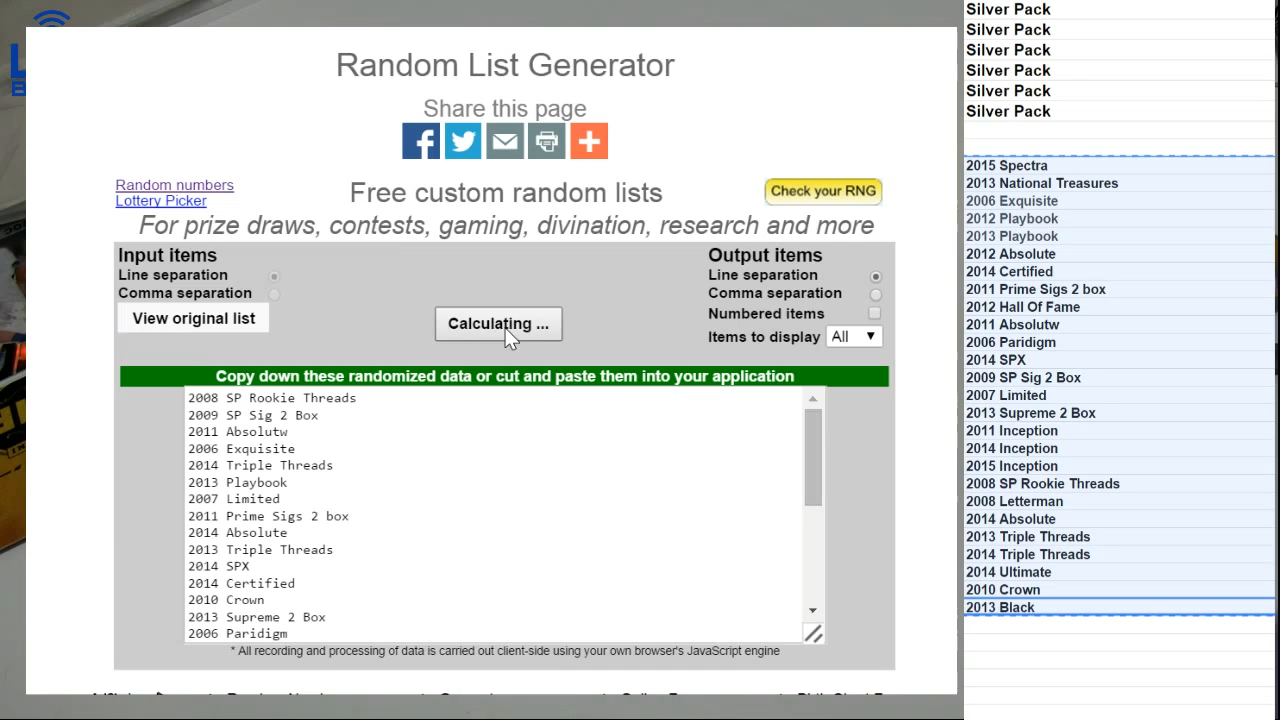 Random List Generator
Share this page
Random numbers
Lottery Picker
Free custom random lists
Check your RNG
For prize draws, contests, gaming, divination, research and more
Input items
Line separation
Comma separation
View original list
Calculating ...
Output items
Line separation
Comma separation
Numbered items
Items to display All
Copy down these randomized data or cut and paste them into your application
2008 SP Rookie Threads
2009 SP Sig 2 Box
2011 Absolutw
2006 Exquisite
2014 Triple Threads
2013 Playbook
2007 Limited
2011 Prime Sigs 2 box
2014 Absolute
2013 Triple Threads
2014 SPX
2014 Certified
2010 Crown
2013 Supreme 2 Box
2006 Paridigm
* All recording and processing of data is carried out client-side using your own browser's JavaScript engine
Silver Pack
Silver Pack
Silver Pack
Silver Pack
Silver Pack
Silver Pack
2015 Spectra
2013 National Treasures
2006 Exquisite
2012 Playbook
2013 Playbook
2012 Absolute
2014 Certified
2011 Prime Sigs 2 box
2012 Hall Of Fame
2011 Absolutw
2006 Paridigm
2014 SPX
2009 SP Sig 2 Box
2007 Limited
2013 Supreme 2 Box
2011 Inception
2014 Inception
2015 Inception
2008 SP Rookie Threads
2008 Letterman
2014 Absolute
2013 Triple Threads
2014 Triple Threads
2014 Ultimate
2010 Crown
2013 Black